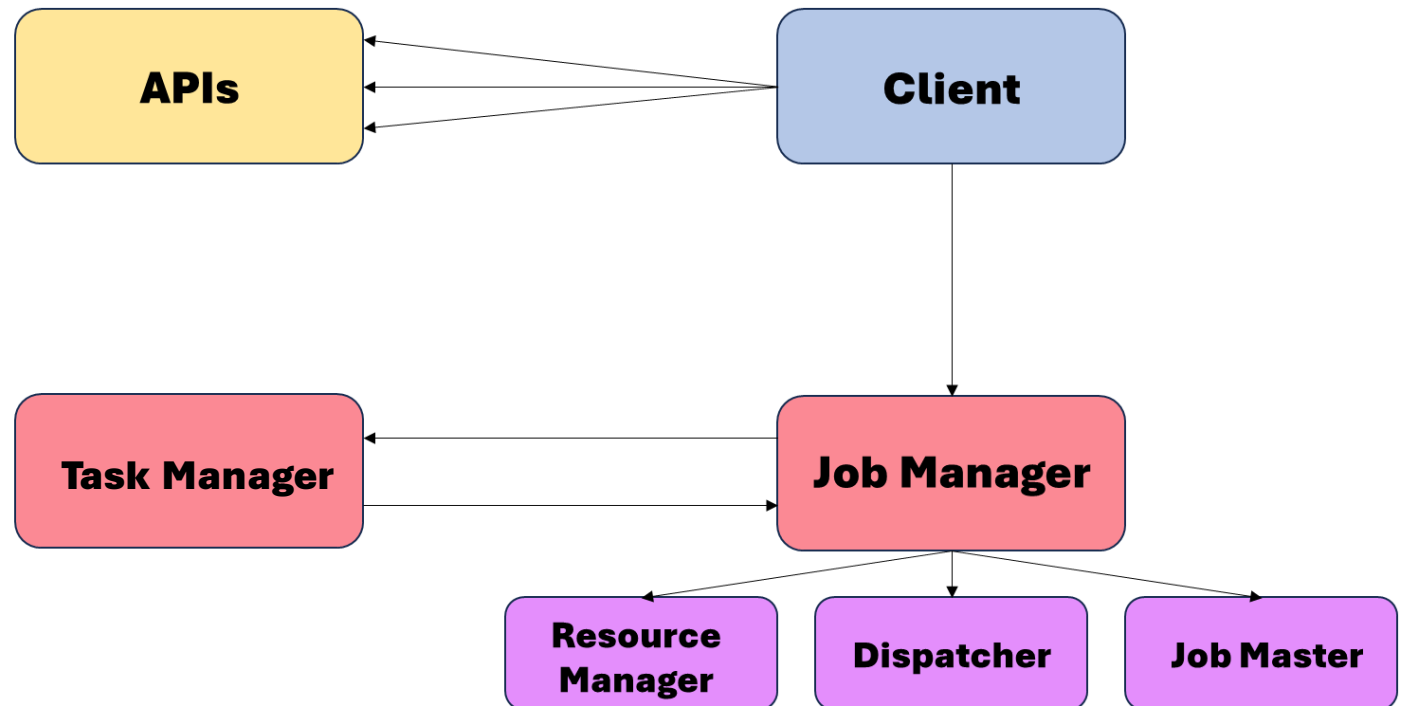 APIs
Client
Task Manager
Job Manager
Resource
Manager
Dispatcher
Job Master